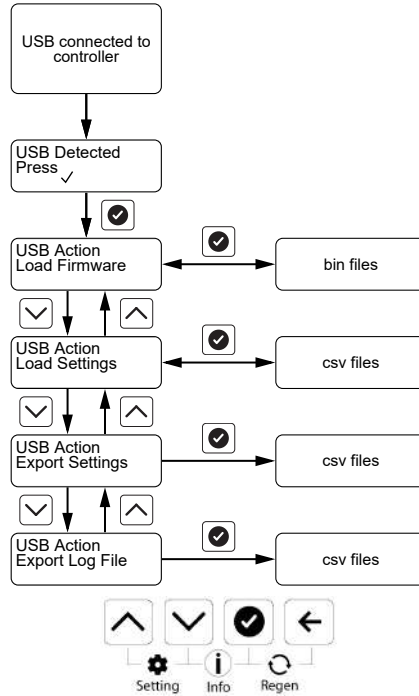 USB connected to
controller
USB Detected
Press ✓
USB Action
Load Firmware
bin files
USB Action
Load Settings
csv files
USB Action
Export Settings
csv files
USB Action
Export Log File
csv files
Setting Info Regen